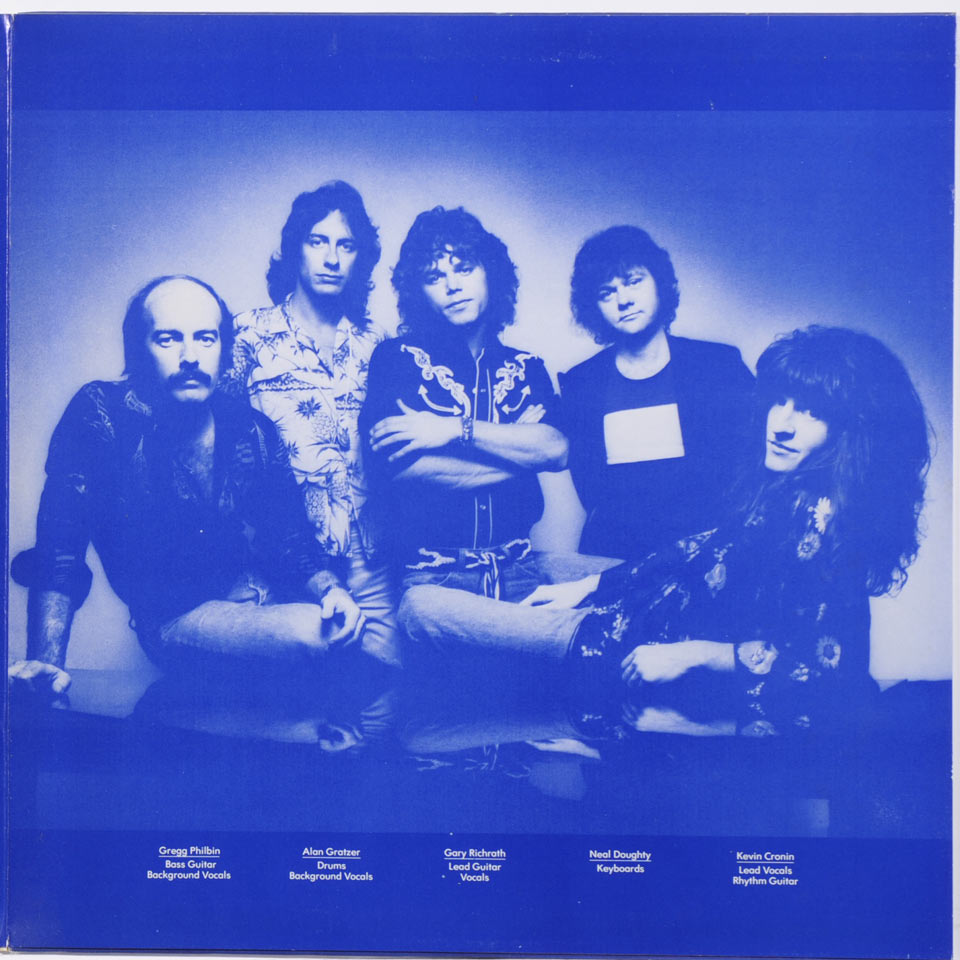 Gregg Philbin
Bass Guitar
Background Vocals
Alan Gratzer
Drums
Background Vocals
Gary Richrath
Lead Guitar
Vocals
Neal Doughty
Keyboards
Kevin Cronin
Lead Vocals
Rhythm Guitar